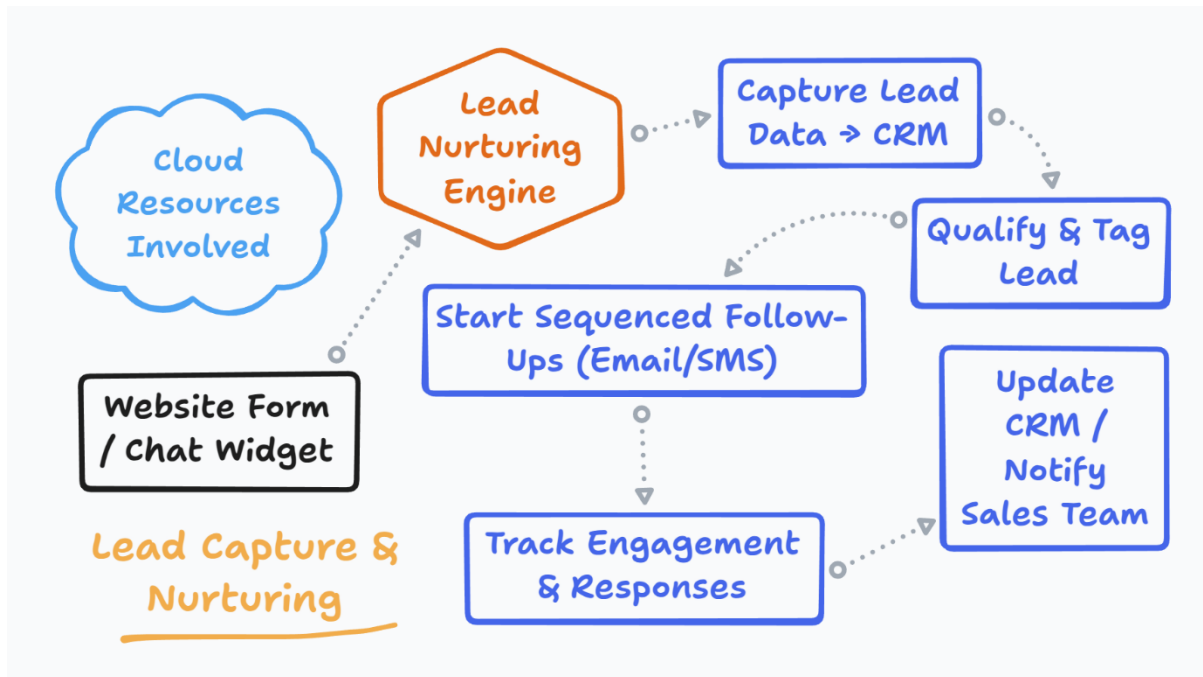 Cloud
Resources
Involved
Lead
Nurturing
Engine
Capture Lead
Data → CRM
Qualify & Tag
Lead
Start Sequenced Follow-
Ups (Email/SMS)
Website Form
/ Chat Widget
Update
CRM /
Notify
Sales Team
Track Engagement
& Responses
Lead Capture &
Nurturing